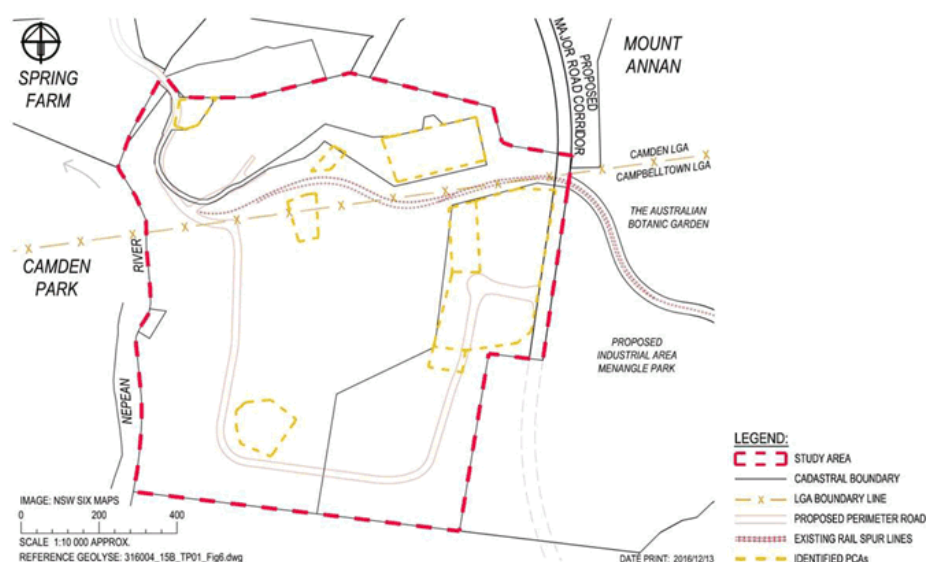 SPRING
FARM
MOUNT
ANNAN
PROPOSED
MAJOR ROAD CORRIDOR
CAMDEN LGA
CAMPBELLTOWN LGA
THE AUSTRALIAN
BOTANIC GARDEN
CAMDEN
PARK
RIVER
NEPEAN
PROPOSED
INDUSTRIAL AREA
MENANGLE PARK
LEGEND:
STUDY AREA
CADASTRAL BOUNDARY
LGA BOUNDARY LINE
PROPOSED PERIMETER ROAD
EXISTING RAIL SPUR LINES
IDENTIFIED PCAs
IMAGE: NSW SIX MAPS
0 200 400
SCALE 1:10 000 APPROX.
REFERENCE GEOLYSE: 316004_15B_TP01_Fig6.dwg
DATE PRINT: 2016/12/13